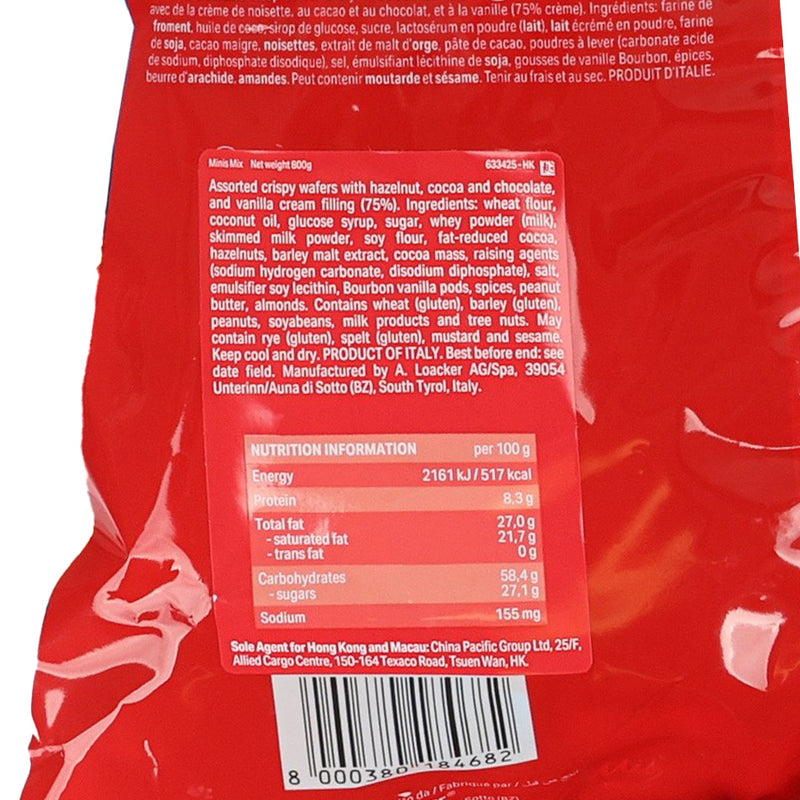 avec de la crème de noisette, au cacao et au chocolat, et à la vanille (75% crème). Ingrédients: farine de
froment, huile de coco, sirop de glucose, sucre, lactosérum en poudre (lait), lait écrémé en poudre, farine
de soja, cacao maigre, noisettes, extrait de malt d'orge, pâte de cacao, poudres à lever (carbonate acide
de sodium, diphosphate disodique), sel, émulsifiant lécithine de soja, gousses de vanille Bourbon, épices,
beurre d'arachide, amandes. Peut contenir moutarde et sésame. Tenir au frais et au sec. PRODUIT D'ITALIE.
Minis Mix Net weight 800g 633425-HK
Assorted crispy wafers with hazelnut, cocoa and chocolate,
and vanilla cream filling (75%). Ingredients: wheat flour,
coconut oil, glucose syrup, sugar, whey powder (milk),
skimmed milk powder, soy flour, fat-reduced cocoa,
hazelnuts, barley malt extract, cocoa mass, raising agents
(sodium hydrogen carbonate, disodium diphosphate), salt,
emulsifier soy lecithin, Bourbon vanilla pods, spices, peanut
butter, almonds. Contains wheat (gluten), barley (gluten),
peanuts, soyabeans, milk products and tree nuts. May
contain rye (gluten), spelt (gluten), mustard and sesame.
Keep cool and dry. PRODUCT OF ITALY. Best before end: see
date field. Manufactured by A. Loacker AG/Spa, 39054
Unterinn/Auna di Sotto (BZ), South Tyrol, Italy.
NUTRITION INFORMATION per 100 g
Energy 2161 kJ / 517 kcal
Protein 8,3 g
Total fat 27,0 g
- saturated fat 21,7 g
- trans fat 0 g
Carbohydrates 58,4 g
- sugars 27,1 g
Sodium 155 mg
Sole Agent for Hong Kong and Macau: China Pacific Group Ltd, 25/F,
Allied Cargo Centre, 150-164 Texaco Road, Tsuen Wan, HK.
8 000380 184682
da / Fabriqué par /
Sotto (BZ)